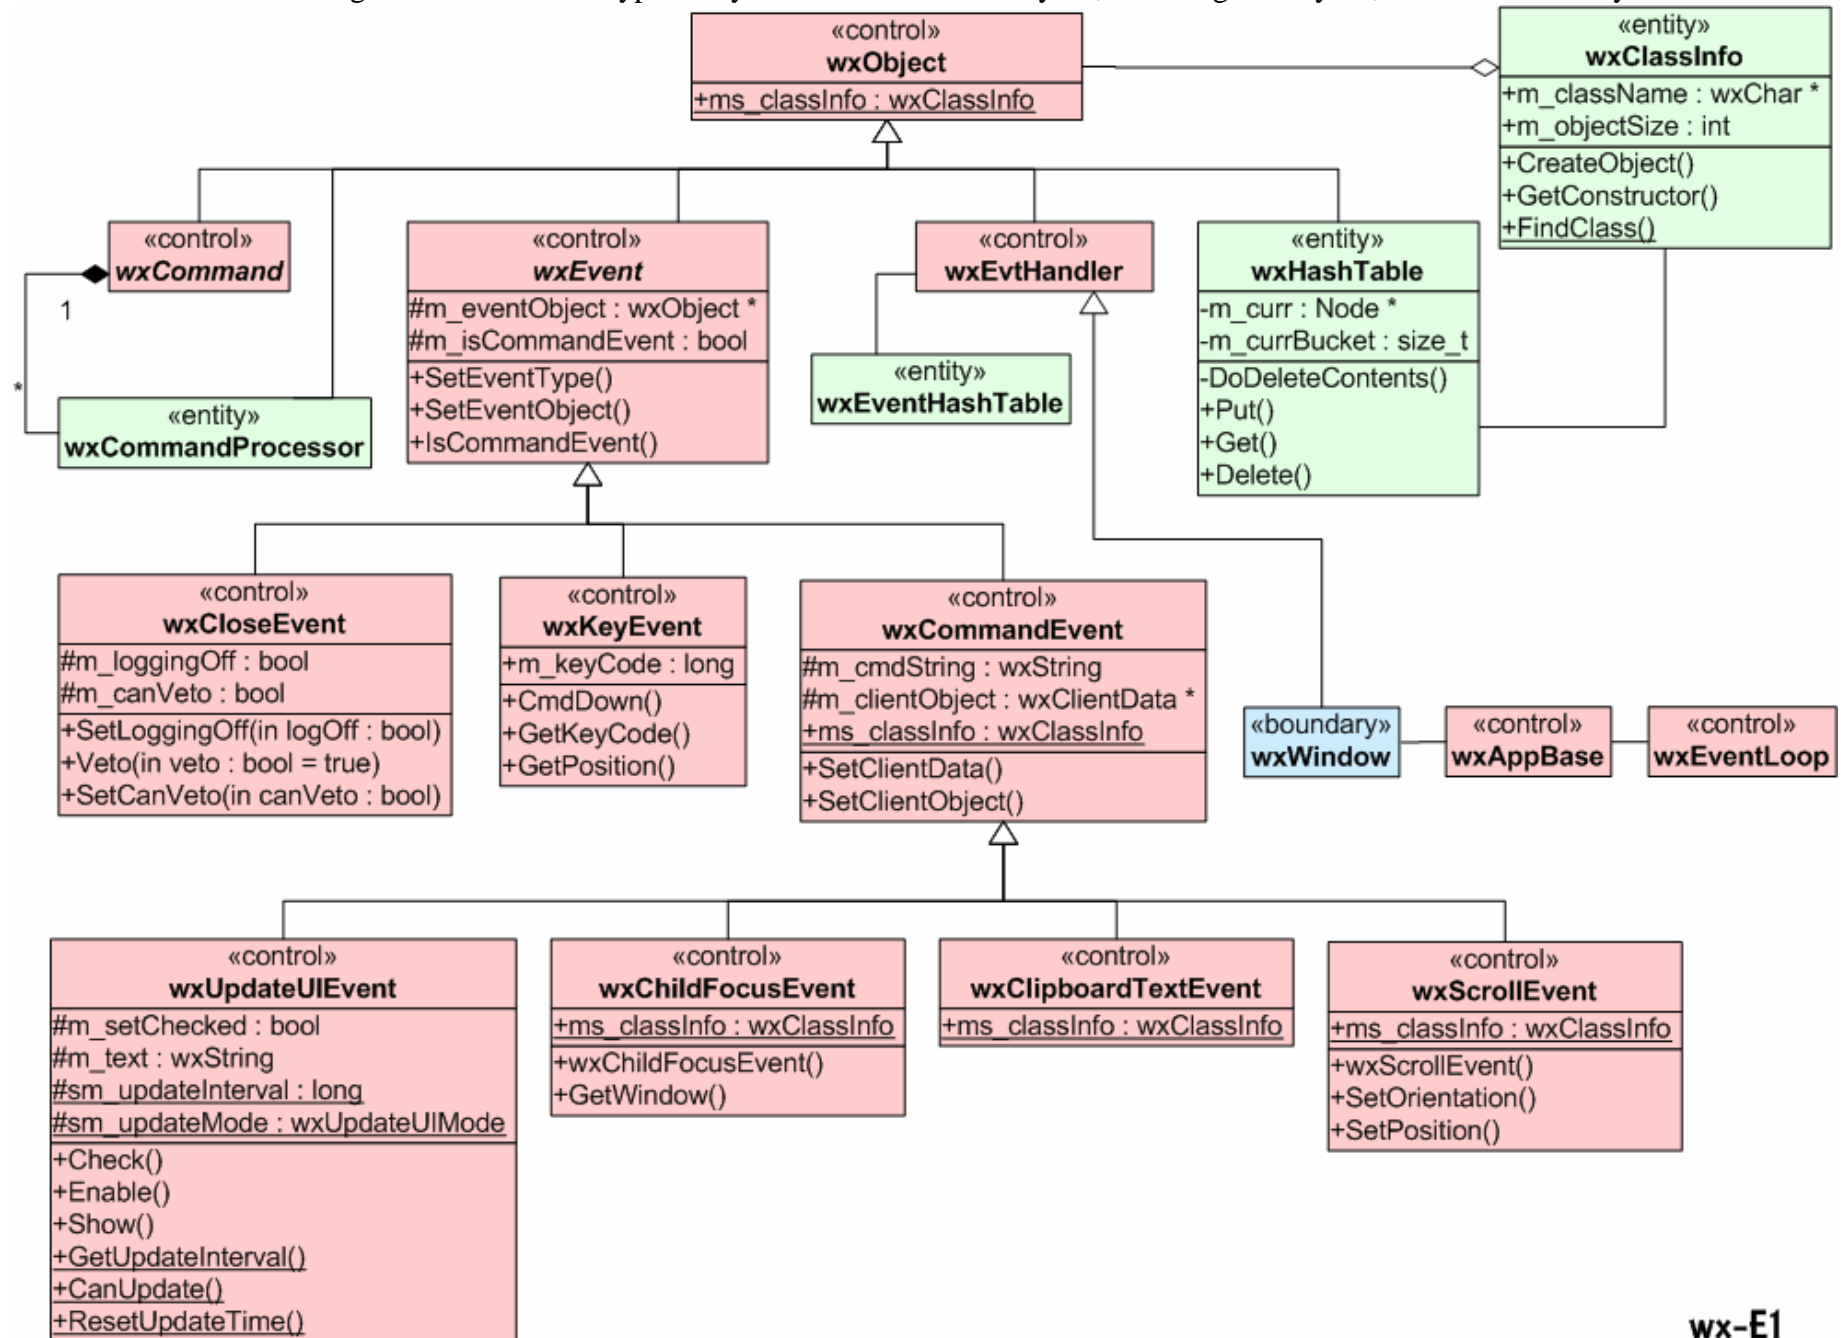 «control»
wxObject
+ms_classInfo : wxClassInfo
«entity»
wxClassInfo
+m_className : wxChar *
+m_objectSize : int
+CreateObject()
+GetConstructor()
+FindClass()
«control»
wxCommand
1
*
«entity»
wxCommandProcessor
«control»
wxEvent
#m_eventObject : wxObject *
#m_isCommandEvent : bool
+SetEventType()
+SetEventObject()
+IsCommandEvent()
«control»
wxEvtHandler
«entity»
wxEventHashTable
«entity»
wxHashTable
-m_curr : Node *
-m_currBucket : size_t
-DoDeleteContents()
+Put()
+Get()
+Delete()
«control»
wxCloseEvent
#m_loggingOff : bool
#m_canVeto : bool
+SetLoggingOff(in logOff : bool)
+Veto(in veto : bool = true)
+SetCanVeto(in canVeto : bool)
«control»
wxKeyEvent
+m_keyCode : long
+CmdDown()
+GetKeyCode()
+GetPosition()
«control»
wxCommandEvent
#m_cmdString : wxString
#m_clientObject : wxClientData *
+ms_classInfo : wxClassInfo
+SetClientData()
+SetClientObject()
«boundary»
wxWindow
«control»
wxAppBase
«control»
wxEventLoop
«control»
wxUpdateUIEvent
#m_setChecked : bool
#m_text : wxString
#sm_updateInterval : long
#sm_updateMode : wxUpdateUIMode
+Check()
+Enable()
+Show()
+GetUpdateInterval()
+CanUpdate()
+ResetUpdateTime()
«control»
wxChildFocusEvent
+ms_classInfo : wxClassInfo
+wxChildFocusEvent()
+GetWindow()
«control»
wxClipboardTextEvent
+ms_classInfo : wxClassInfo
«control»
wxScrollEvent
+ms_classInfo : wxClassInfo
+wxScrollEvent()
+SetOrientation()
+SetPosition()
wx-E1